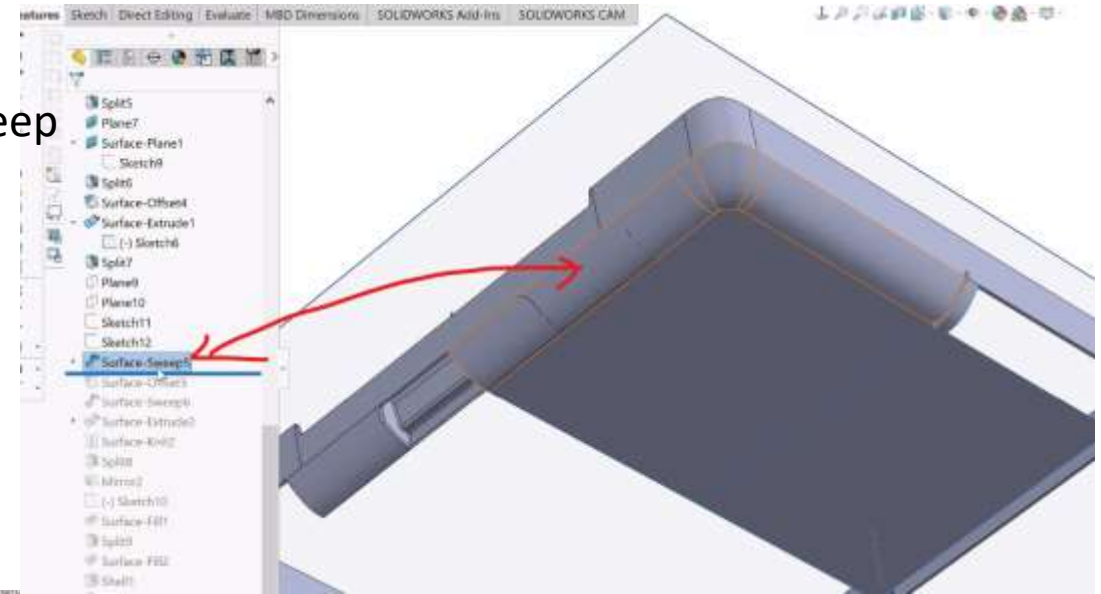 Sketch Direct Editing Evaluate MBD Dimensions SOLIDWORKS Add-Ins SOLIDWORKS CAM
eep
Split5
Plane7
Surface-Plane1
Sketch9
Split6
Surface-Offset4
Surface-Extrude1
(-) Sketch6
Split7
Plane9
Plane10
Sketch11
Sketch12
Surface-Sweep5
Surface-Offset5
Surface-Sweep6
Surface-Extrude2
Surface-Knit2
Split8
Mirror2
(-) Sketch10
Surface-Fill1
Split9
Surface-Fill2
Shell1